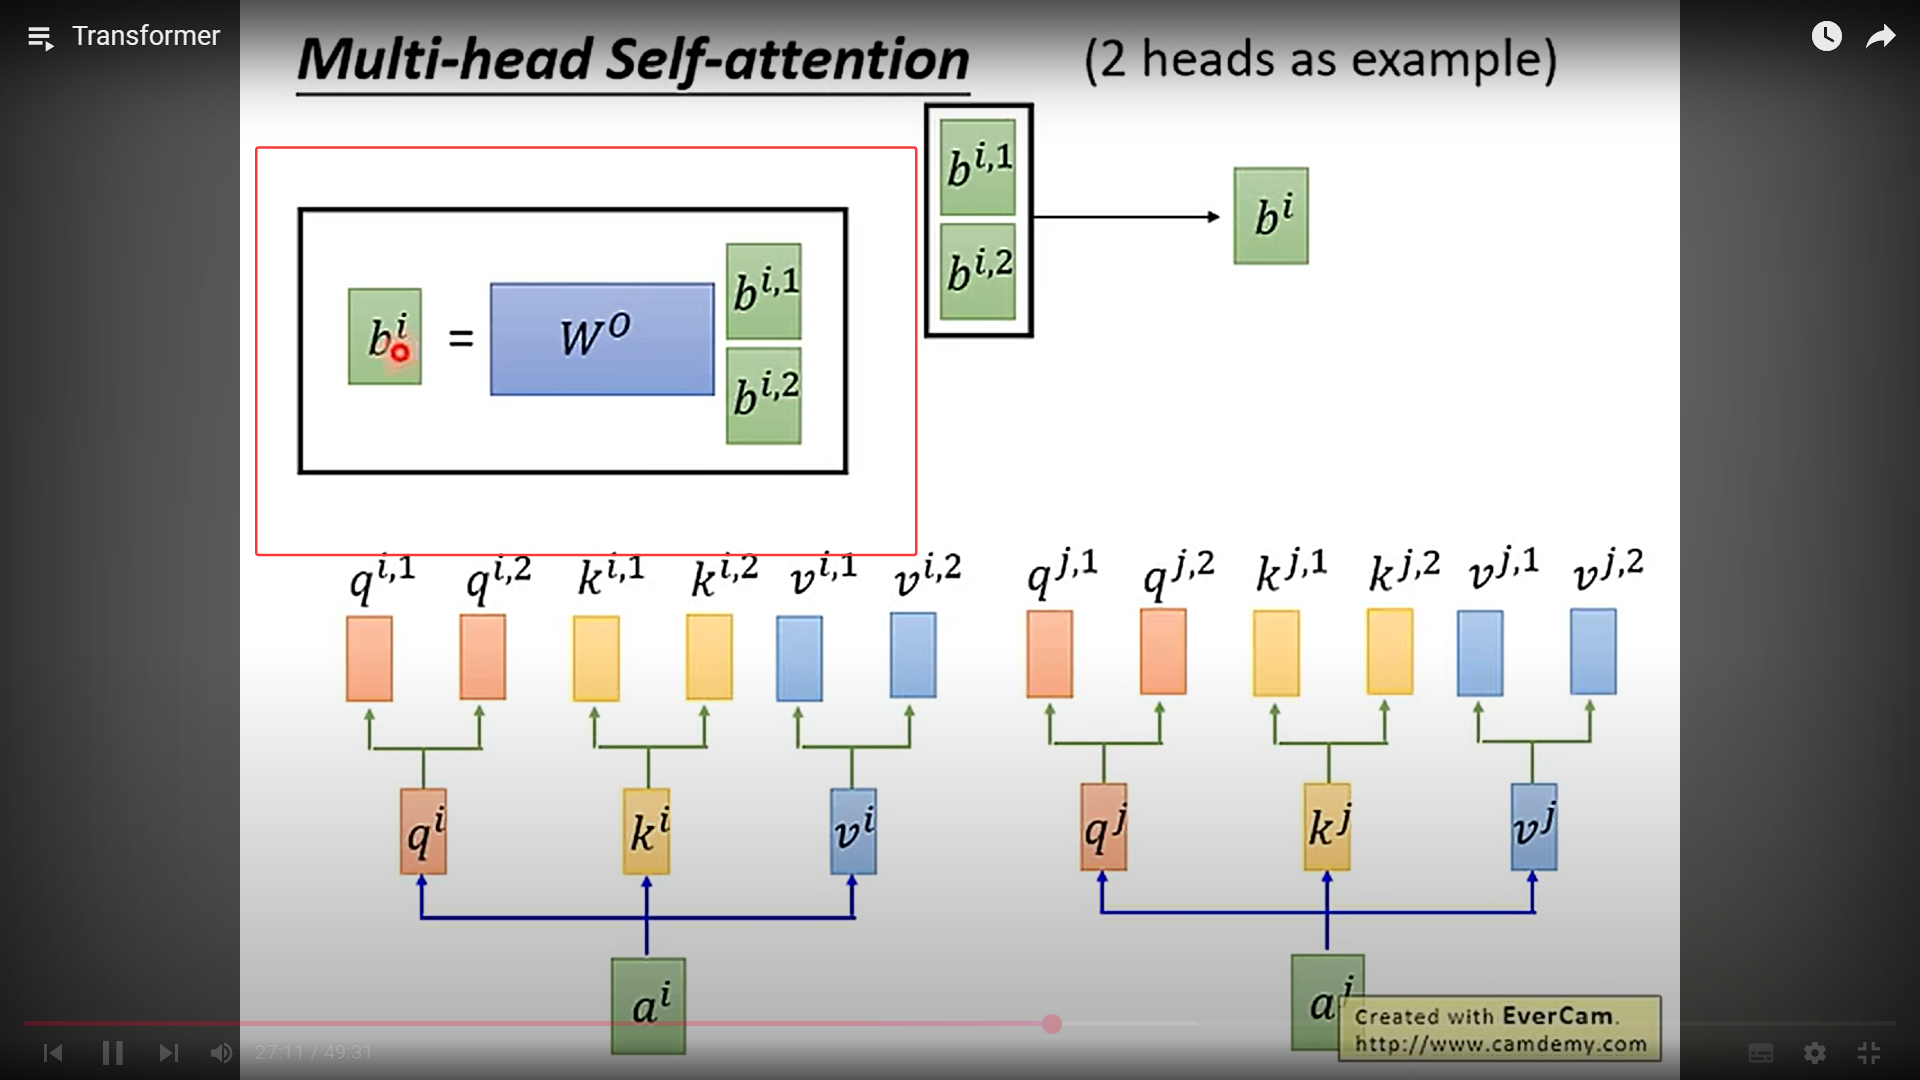 Transformer
Multi-head Self-attention (2 heads as example)
b^{i,1}
b^{i,2}
b^i
b^i = W^O b^{i,1}
b^{i,2}
q^{i,1} q^{i,2} k^{i,1} k^{i,2} v^{i,1} v^{i,2} q^{j,1} q^{j,2} k^{j,1} k^{j,2} v^{j,1} v^{j,2}
q^i k^i v^i q^j k^j v^j
a^i a^j
Created with EverCam.
http://www.camdemy.com
27:11 / 49:31